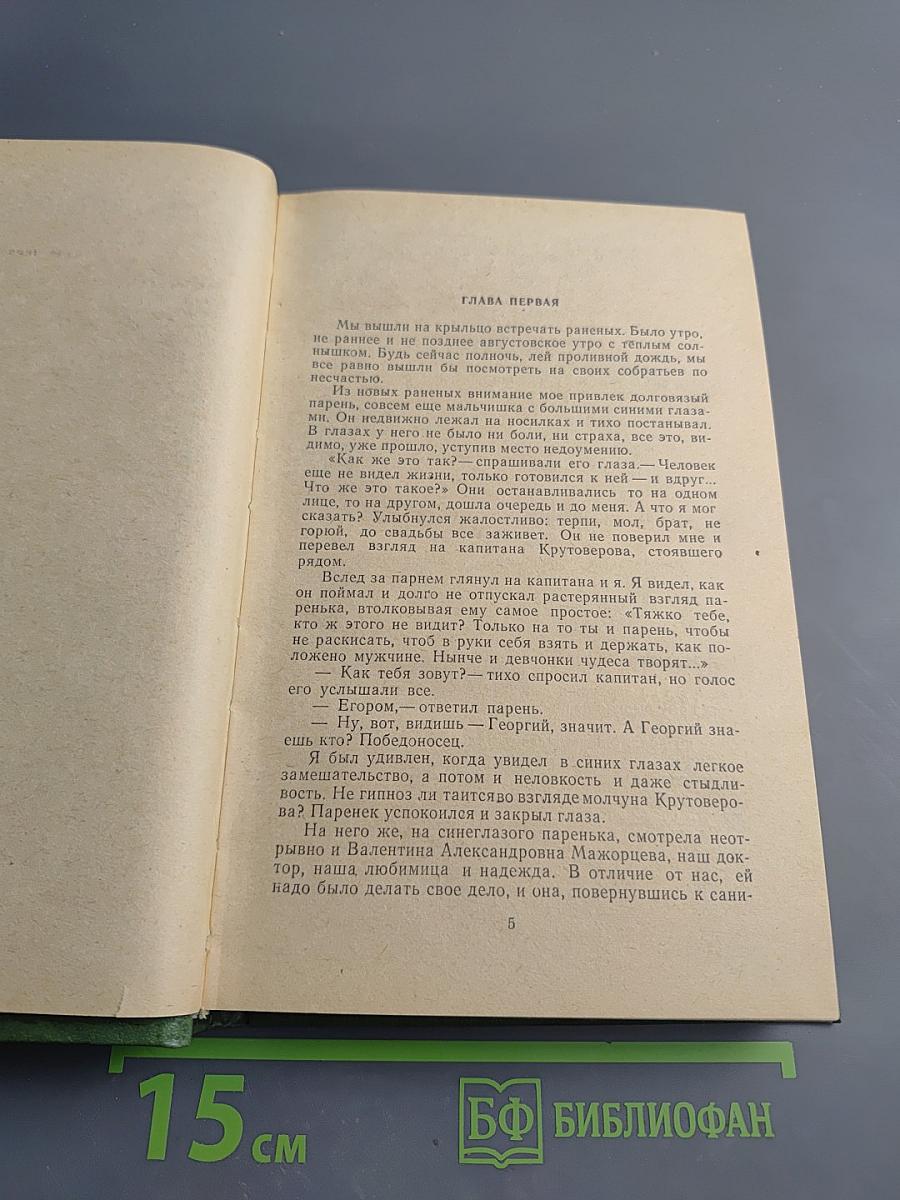 ГЛАВА ПЕРВАЯ
Мы вышли на крыльцо встречать раненых. Было утро,
не раннее и не позднее августовское утро с тёплым сол-
нышком. Будь сейчас полночь, лей проливной дождь, мы
все равно вышли бы посмотреть на своих собратьев по
несчастью.
Из новых раненых внимание мое привлек долговязый
парень, совсем еще мальчишка с большими синими глаза-
ми. Он недвижно лежал на носилках и тихо постанывал.
В глазах у него не было ни боли, ни страха, все это, ви-
димо, уже прошло, уступив место недоумению.
«Как же это так?— спрашивали его глаза.— Человек
еще не видел жизни, только готовился к ней — и вдруг...
Что же это такое?» Они останавливались то на одном
лице, то на другом, дошла очередь и до меня. А что я мог
сказать? Улыбнулся жалостливо: терпи, мол, брат, не
горюй, до свадьбы все заживет. Он не поверил мне и
перевел взгляд на капитана Крутоверова, стоявшего
рядом.
Вслед за парнем глянул на капитана и я. Я видел, как
он поймал и долго не отпускал растерянный взгляд па-
ренька, втолковывая ему самое простое: «Тяжко тебе,
кто ж этого не видит? Только на то ты и парень, чтобы
не раскисать, чтоб в руки себя взять и держать, как по-
ложено мужчине. Нынче и девчонки чудеса творят...»
— Как тебя зовут?— тихо спросил капитан, но голос
его услышали все.
— Егором,— ответил парень.
— Ну, вот, видишь — Георгий, значит. А Георгий зна-
ешь кто? Победоносец.
Я был удивлен, когда увидел в синих глазах легкое
замешательство, а потом и неловкость и даже стыдли-
вость. Не гипноз ли таитсяво взгляде молчуна Крутоверо-
ва? Паренек успокоился и закрыл глаза.
На него же, на синеглазого паренька, смотрела неот-
рывно и Валентина Александровна Мажорцева, наш док-
тор, наша любимица и надежда. В отличие от нас, ей
надо было делать свое дело, и она, повернувшись к сани-
5
15 см
БФ БИБЛИОФАН